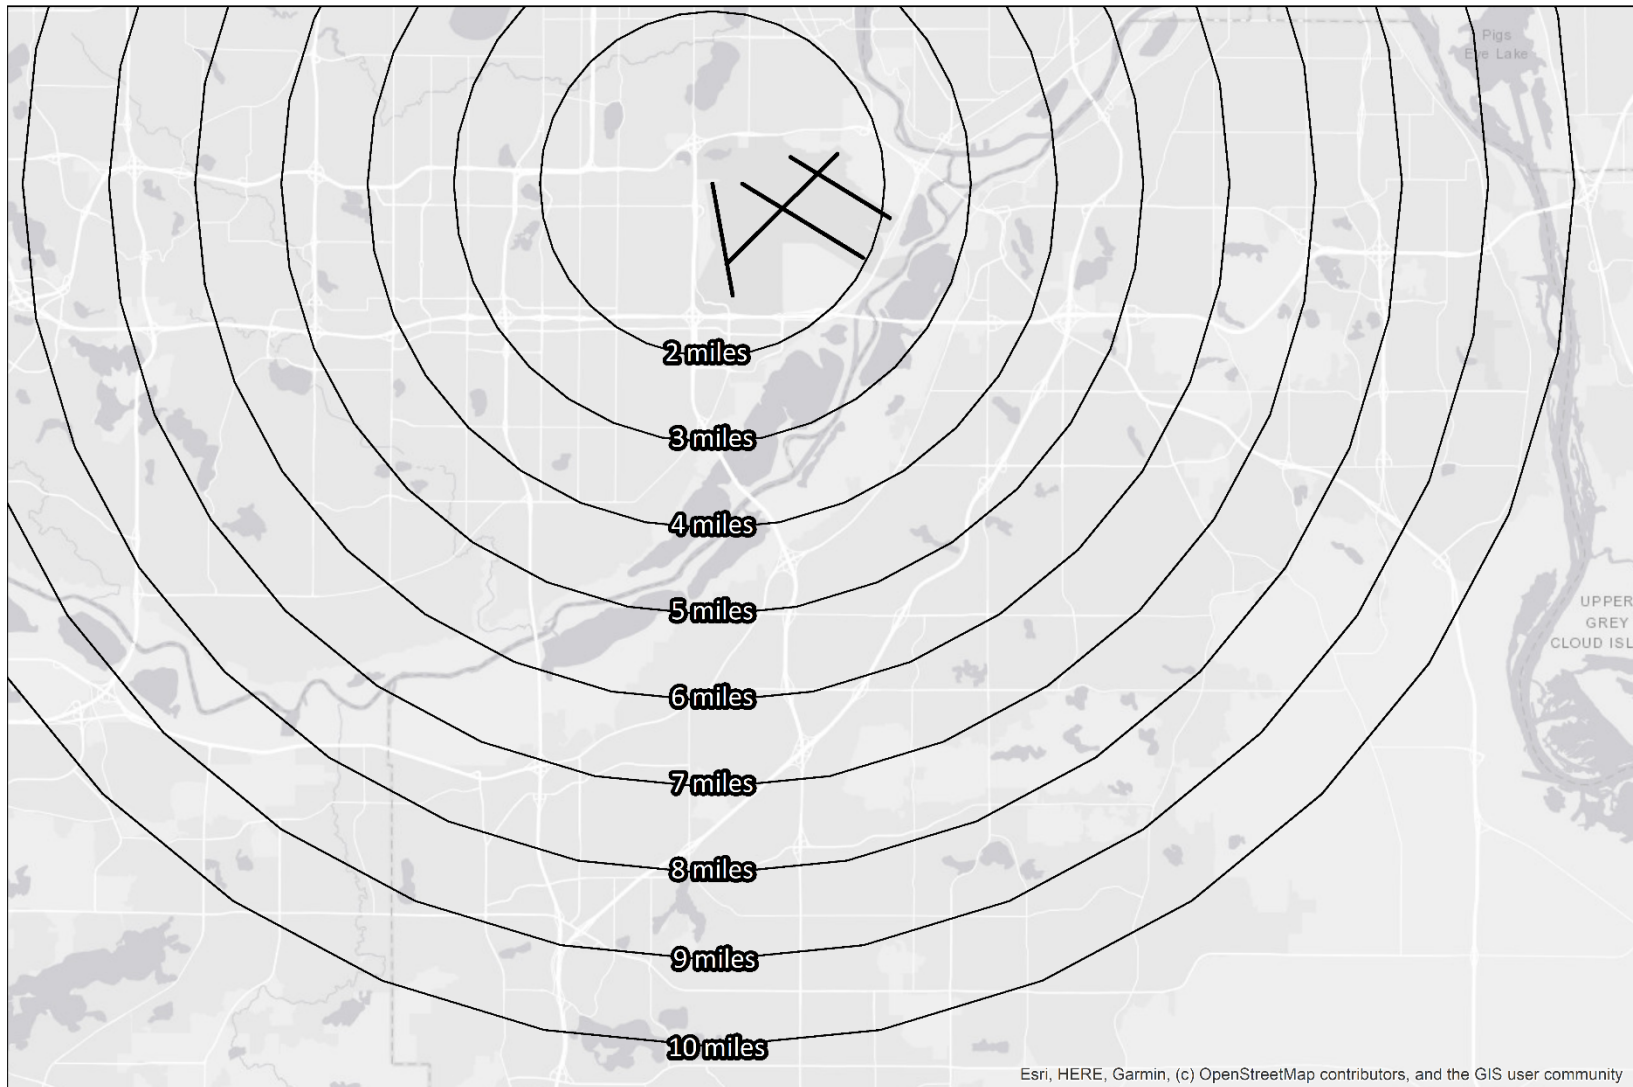 Pigs
Eye Lake
2 miles
3 miles
4 miles
5 miles
UPPER
GREY
CLOUD ISL
6 miles
7 miles
8 miles
9 miles
10 miles
Esri, HERE, Garmin, (c) OpenStreetMap contributors, and the GIS user community